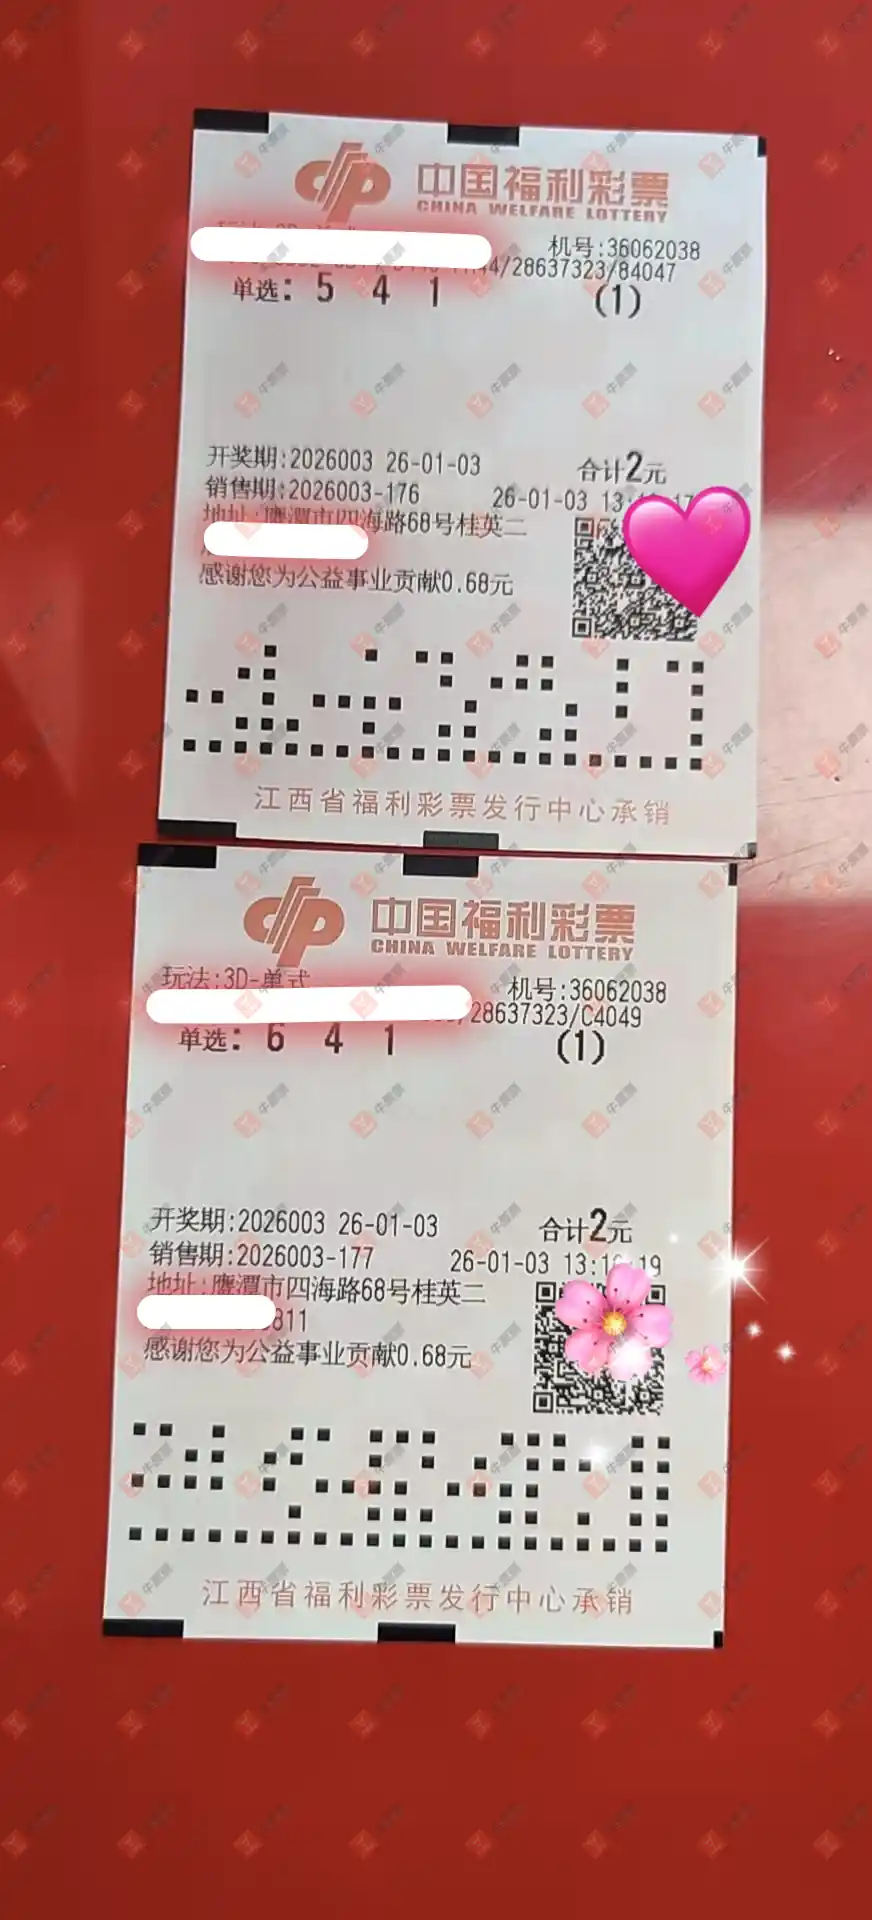 中国福利彩票
CHINA WELFARE LOTTERY
机号:36062038
44/28637323/84047
单选: 5 4 1 (1)
开奖期:2026003 26-01-03 合计2元
销售期:2026003-176 26-01-03 13:
地址:鹰潭市四海路68号桂英二
感谢您为公益事业贡献0.68元
江西省福利彩票发行中心承销
中国福利彩票
CHINA WELFARE LOTTERY
玩法:3D-单式
机号:36062038
/28637323/C4049
单选: 6 4 1 (1)
开奖期:2026003 26-01-03 合计2元
销售期:2026003-177 26-01-03 13:1 19
地址:鹰潭市四海路68号桂英二
811
感谢您为公益事业贡献0.68元
江西省福利彩票发行中心承销